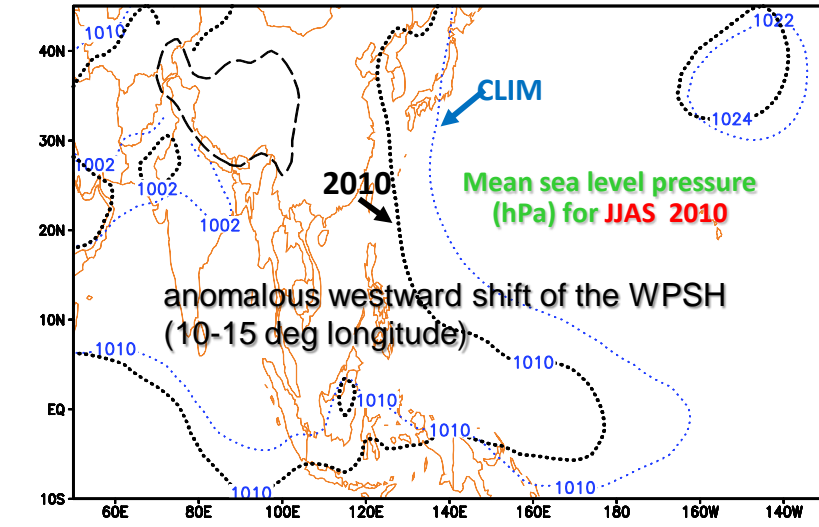 1022
1010
40N
CLIM
1024
30N
1002
2010
Mean sea level pressure
1002
(hPa) for JJAS 2010
1002
20N
anomalous westward shift of the WPSH
10N
(10-15 deg longitude)
1010
1010
EQ
1010
1010
1010
1010
10S
60E 80E 100E 120E 140E 160E 180 160W 140W